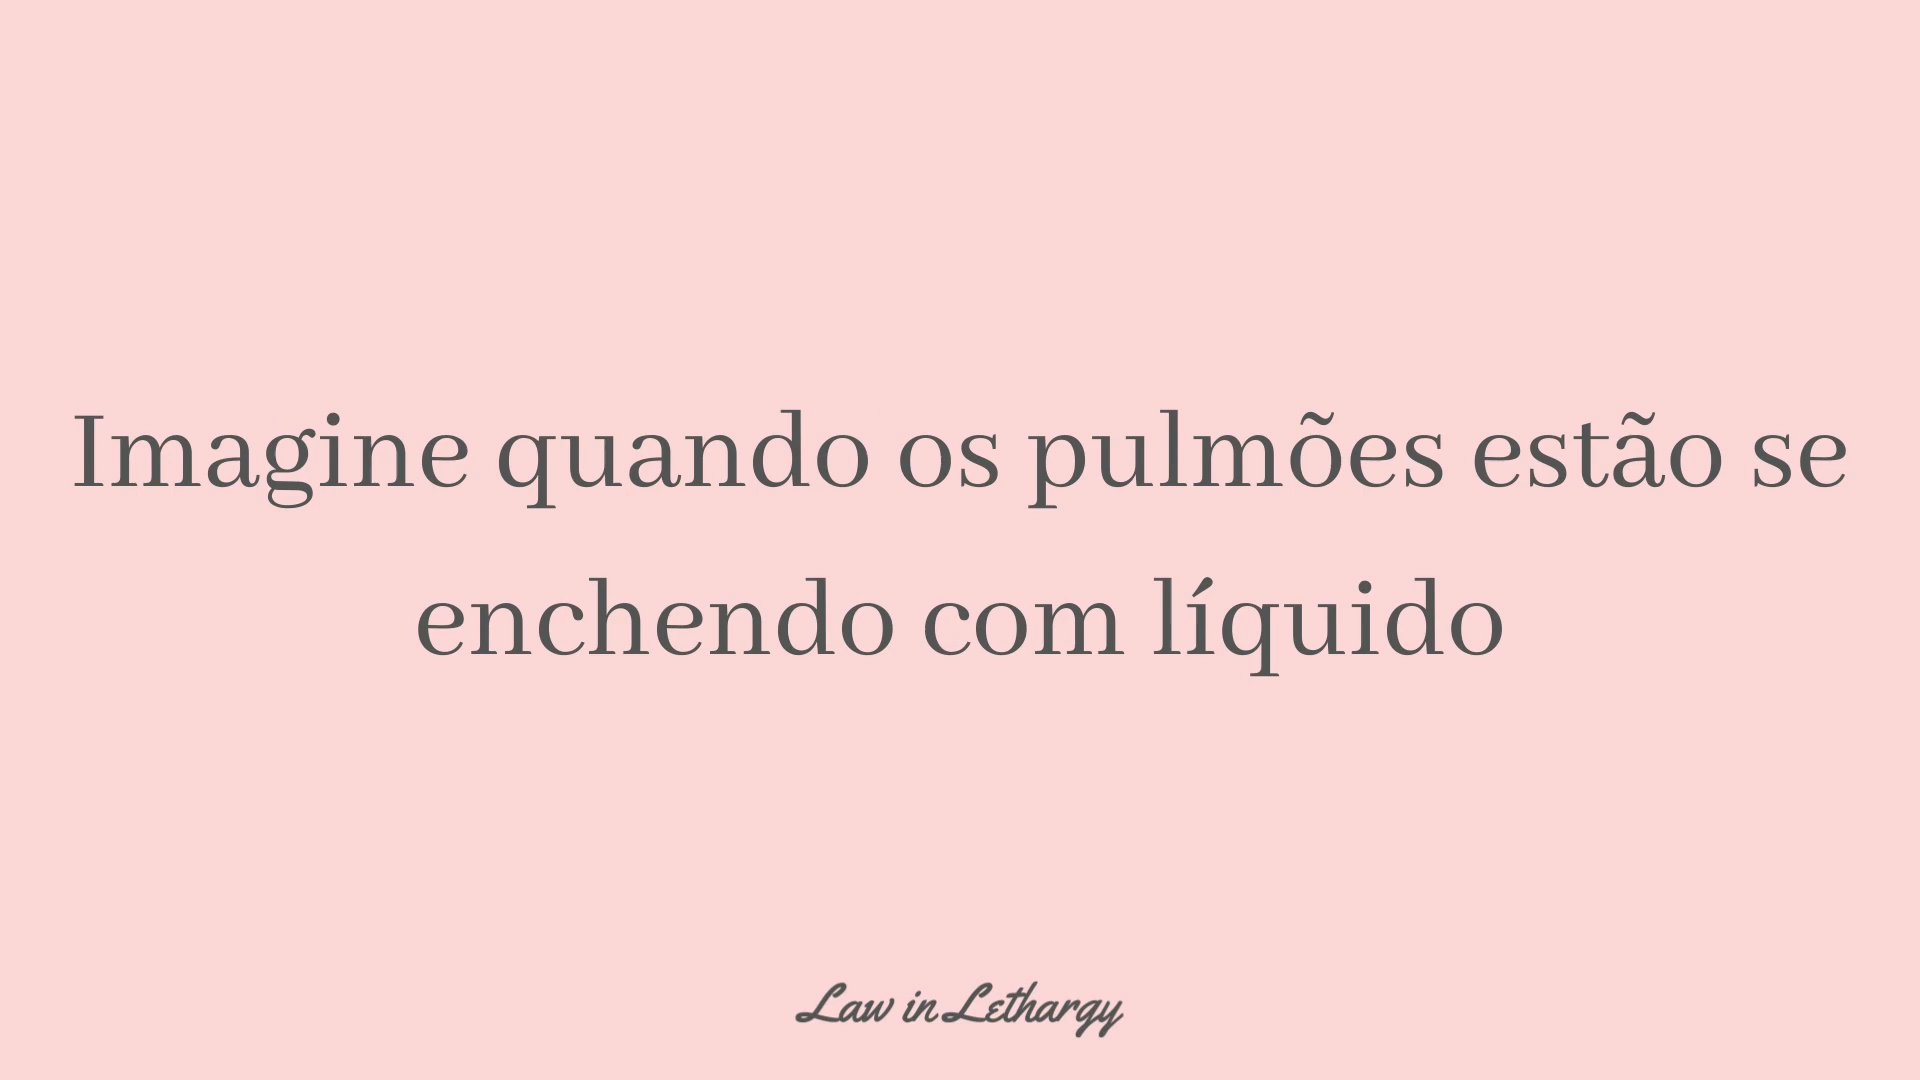 Imagine quando os pulmões estão se
enchendo com líquido
Law in Lethargy